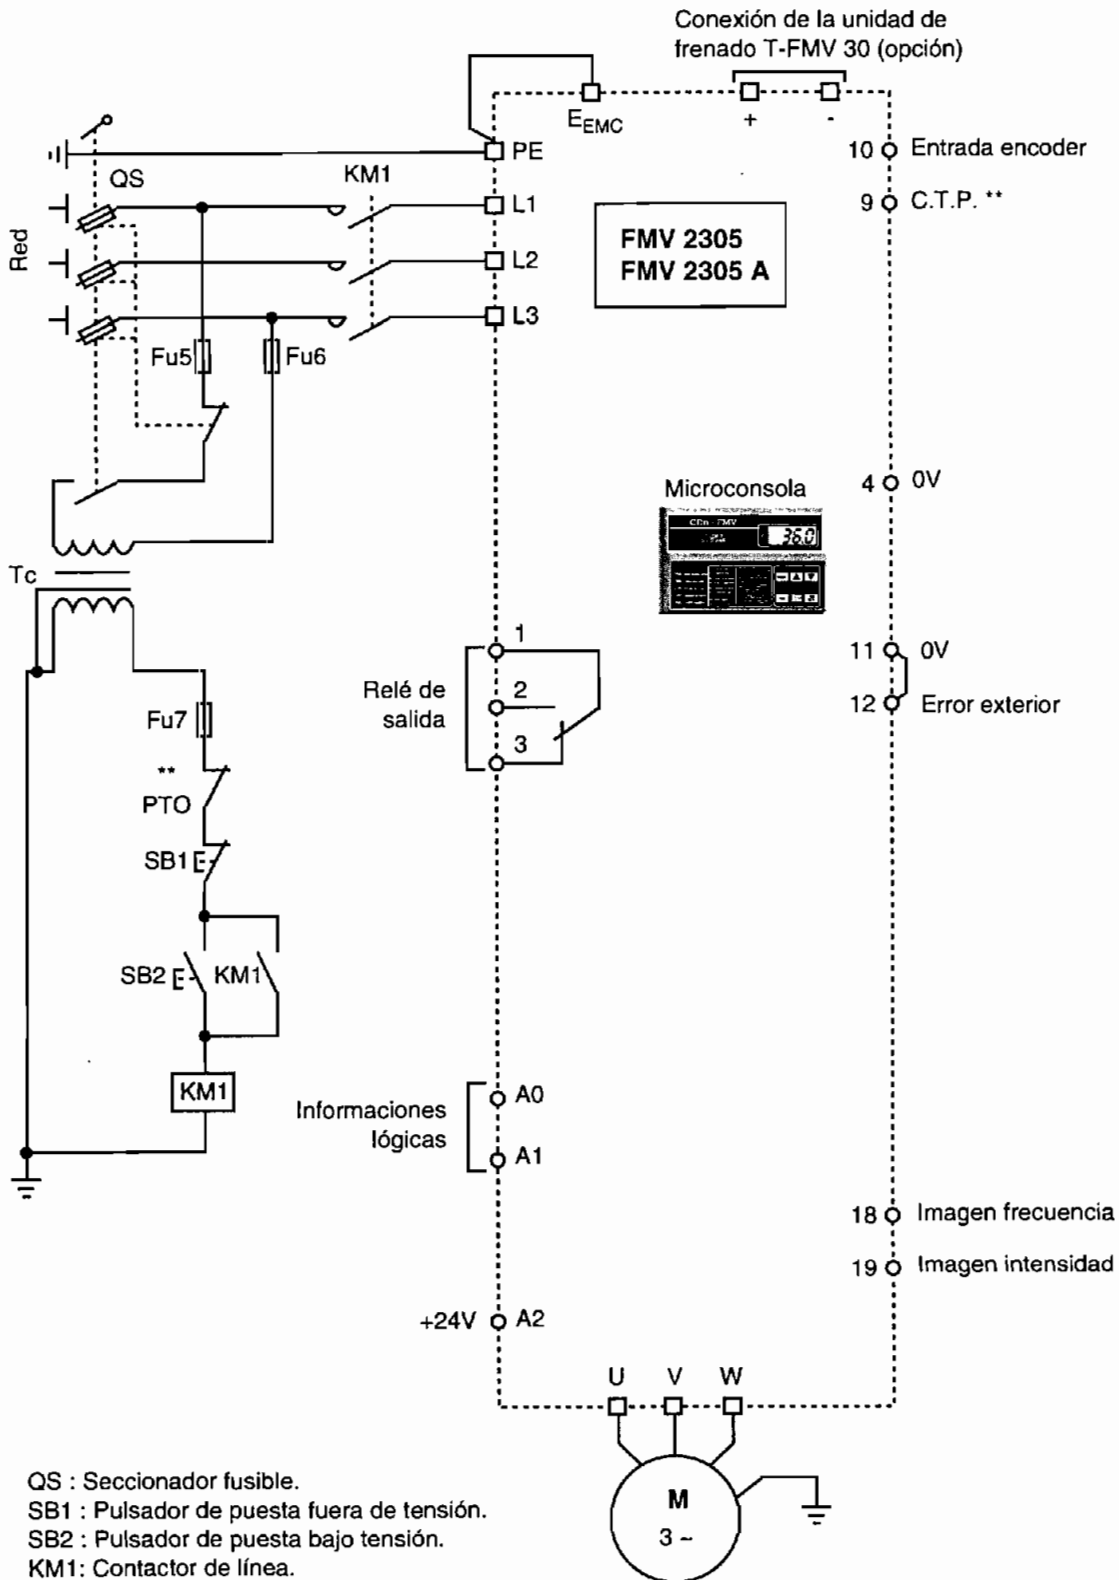 Conexión de la unidad de
frenado T-FMV 30 (opción)
E_EMC
+
-
PE
10
Entrada encoder
QS
KM1
L1
9
C.T.P. **
Red
L2
FMV 2305
FMV 2305 A
L3
Fu5
Fu6
4
0V
Microconsola
CDn - FMV
36.0
Tc
1
11
0V
Relé de
salida
2
12
Error exterior
3
Fu7
**
PTO
SB1
SB2
KM1
KM1
Informaciones
lógicas
A0
A1
18
Imagen frecuencia
19
Imagen intensidad
+24V
A2
U
V
W
M
3 ~
QS : Seccionador fusible.
SB1 : Pulsador de puesta fuera de tensión.
SB2 : Pulsador de puesta bajo tensión.
KM1: Contactor de línea.